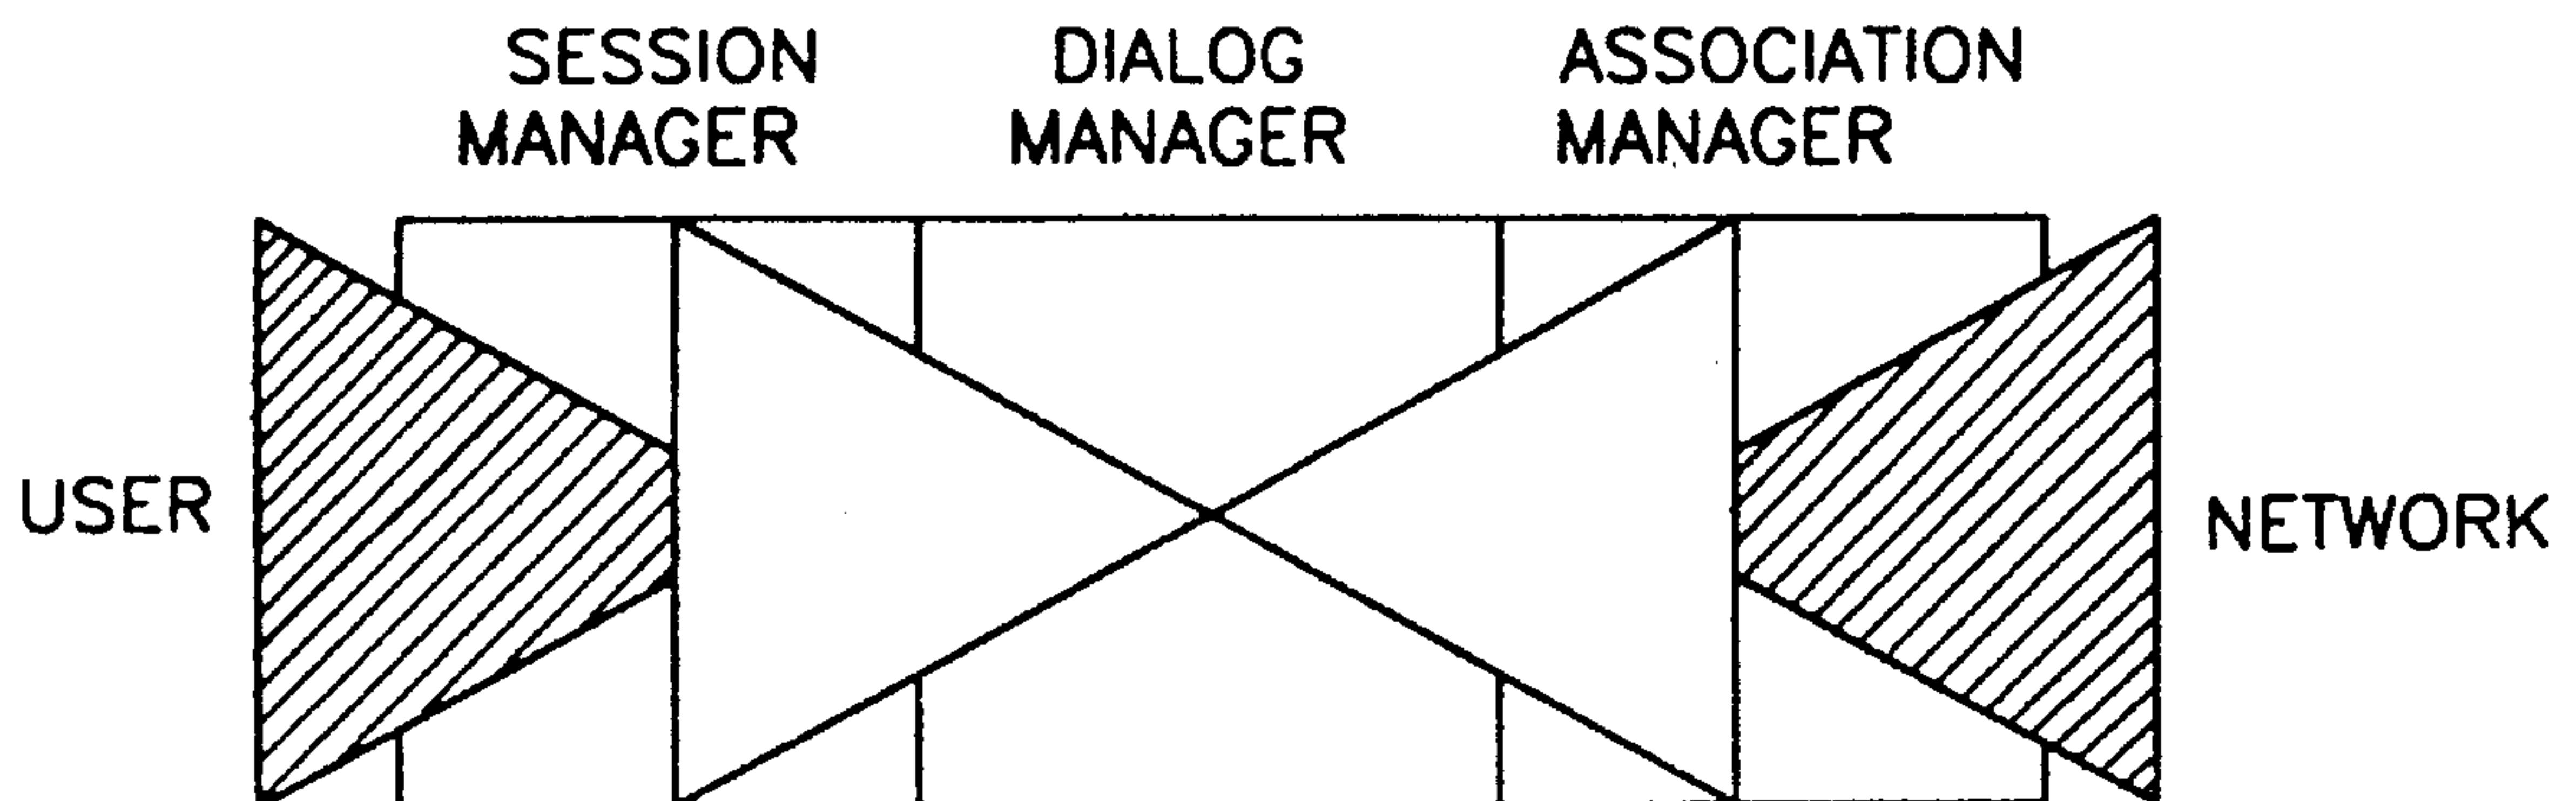 SESSION
MANAGER
DIALOG
MANAGER
ASSOCIATION
MANAGER
USER
NETWORK